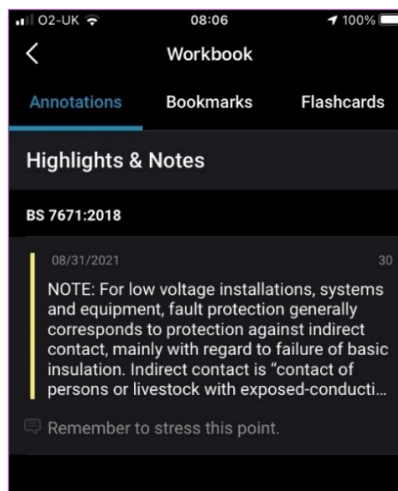 O2-UK 08:06 100%
Workbook
Annotations Bookmarks Flashcards
Highlights & Notes
BS 7671:2018
08/31/2021 30
NOTE: For low voltage installations, systems
and equipment, fault protection generally
corresponds to protection against indirect
contact, mainly with regard to failure of basic
insulation. Indirect contact is “contact of
persons or livestock with exposed-conducti...
Remember to stress this point.